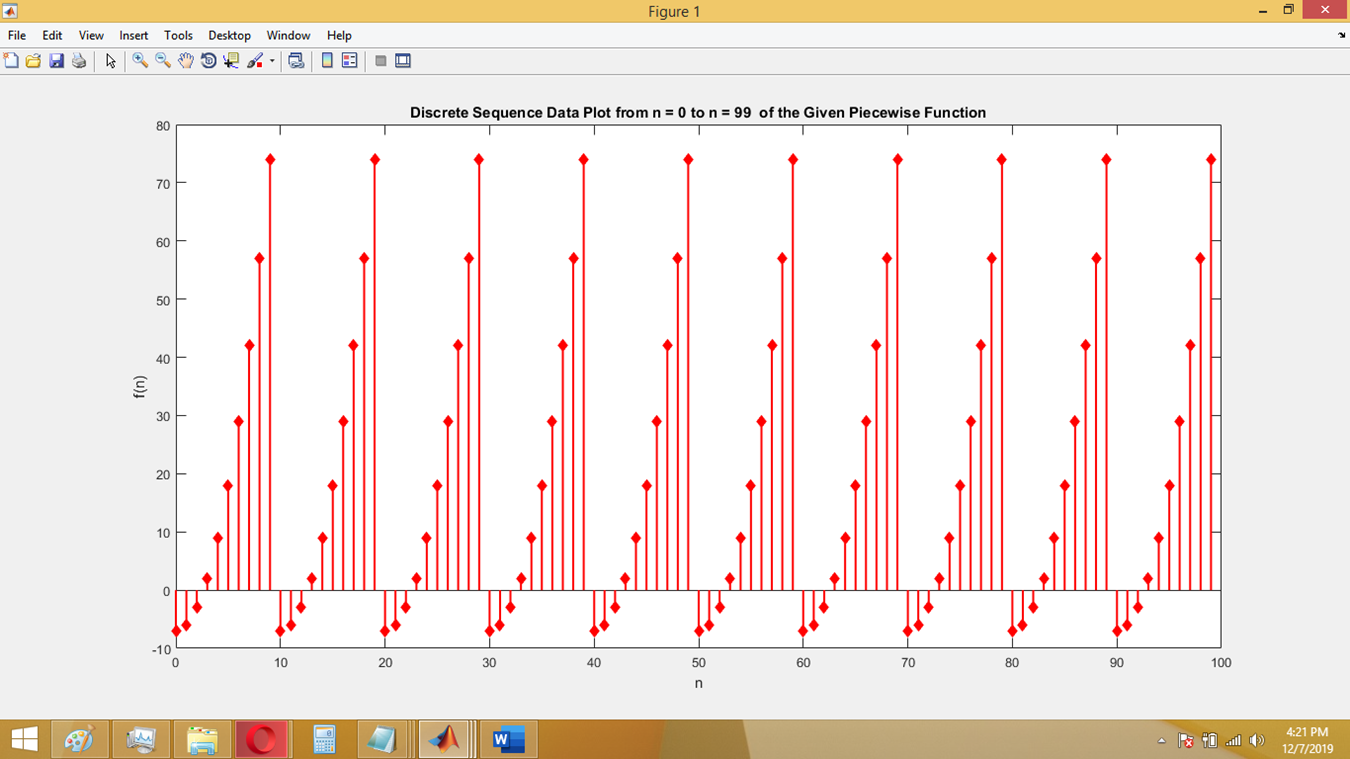 Figure 1
File Edit View Insert Tools Desktop Window Help
Discrete Sequence Data Plot from n = 0 to n = 99 of the Given Piecewise Function
80
70
60
50
40
30
20
10
0
-10
f(n)
0 10 20 30 40 50 60 70 80 90 100
n
4:21 PM
12/7/2019